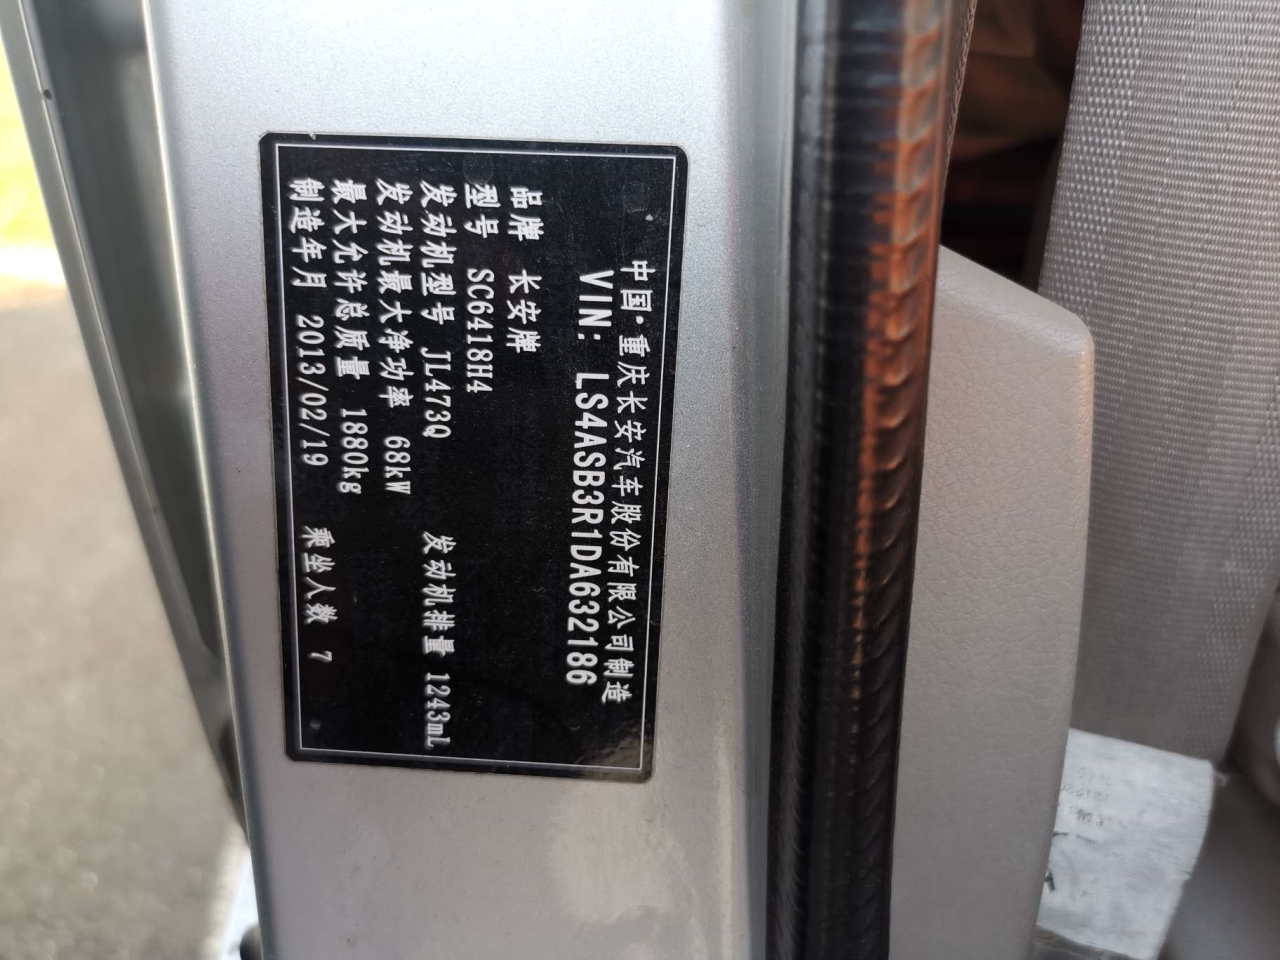 中国·重庆长安汽车股份有限公司制造
VIN: LS4ASB3R1DA632186
品牌 长安牌
型号 SC6418H4
发动机型号 JL473Q 发动机排量 1243mL
发动机最大净功率 68kW
最大允许总质量 1880kg
制造年月 2013/02/19 乘坐人数 7